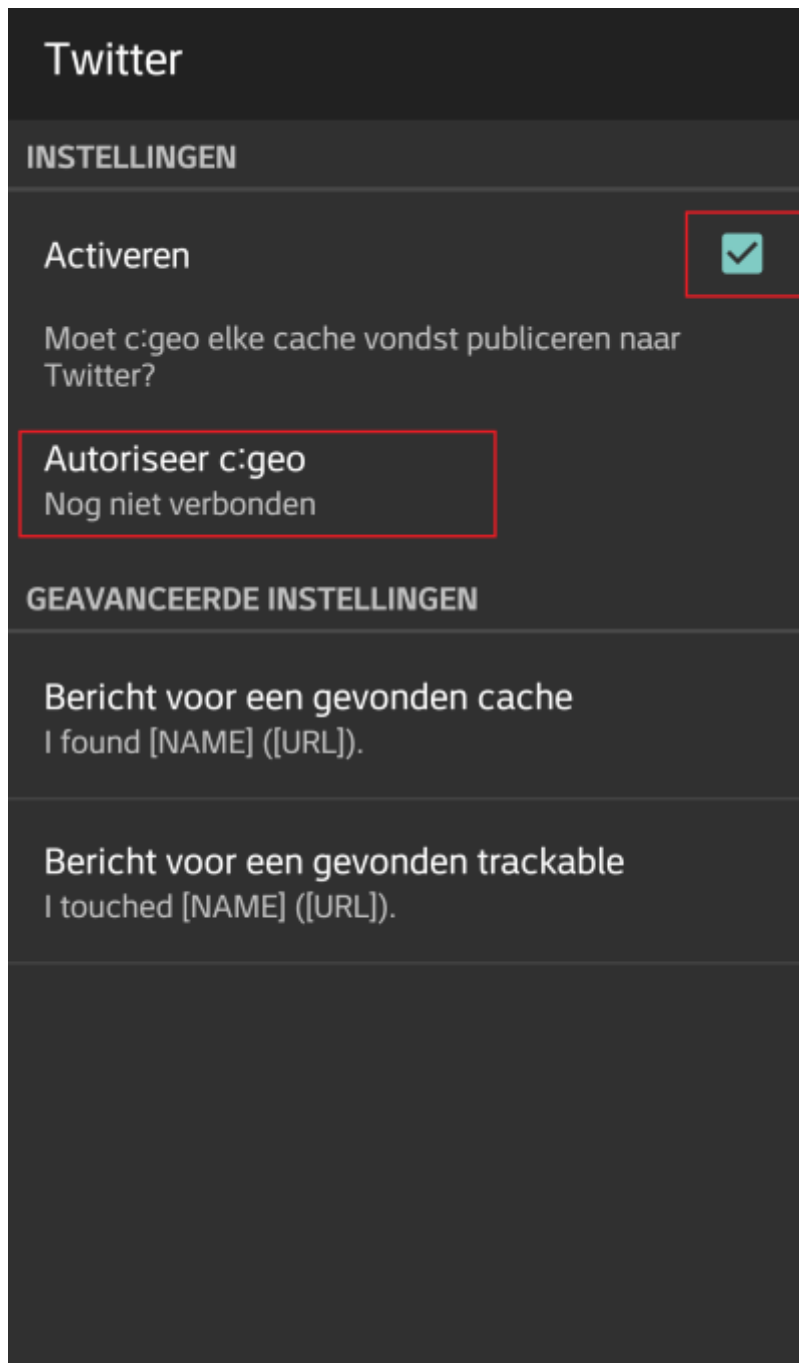 Twitter
INSTELLINGEN
Activeren
Moet c:geo elke cache vondst publiceren naar
Twitter?
Autoriseer c:geo
Nog niet verbonden
GEAVANCEERDE INSTELLINGEN
Bericht voor een gevonden cache
I found [NAME] ([URL]).
Bericht voor een gevonden trackable
I touched [NAME] ([URL]).